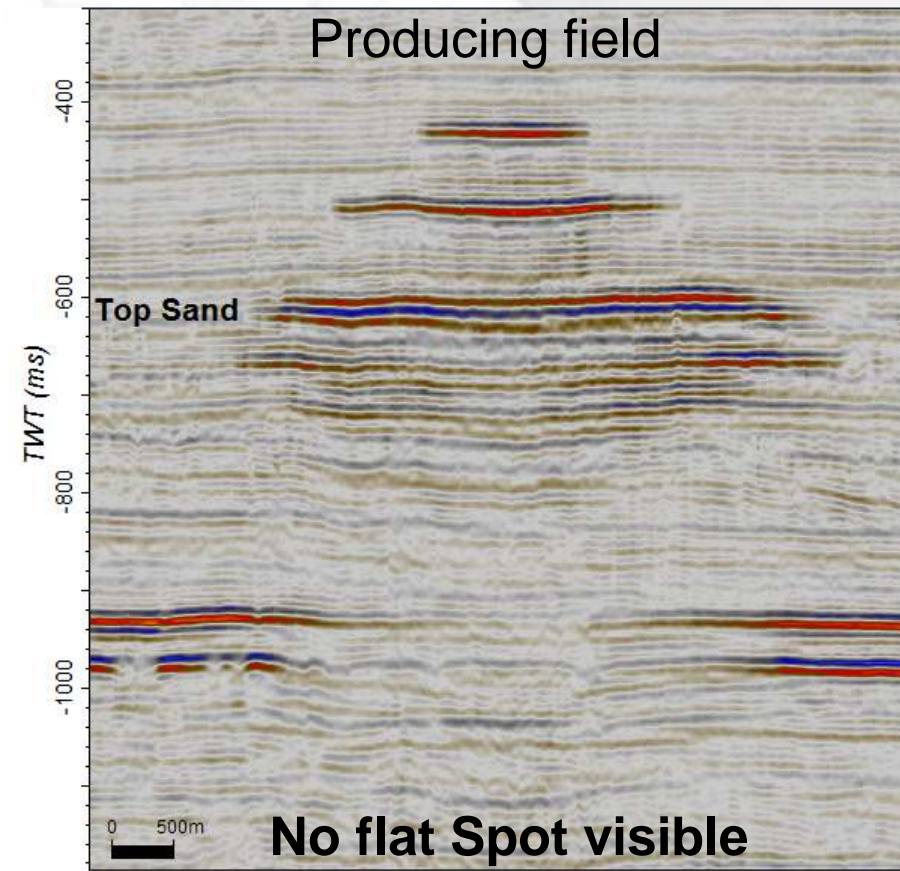 Producing field
-400
-600
Top Sand
TWT (ms)
-800
-1000
0 500m
No flat Spot visible